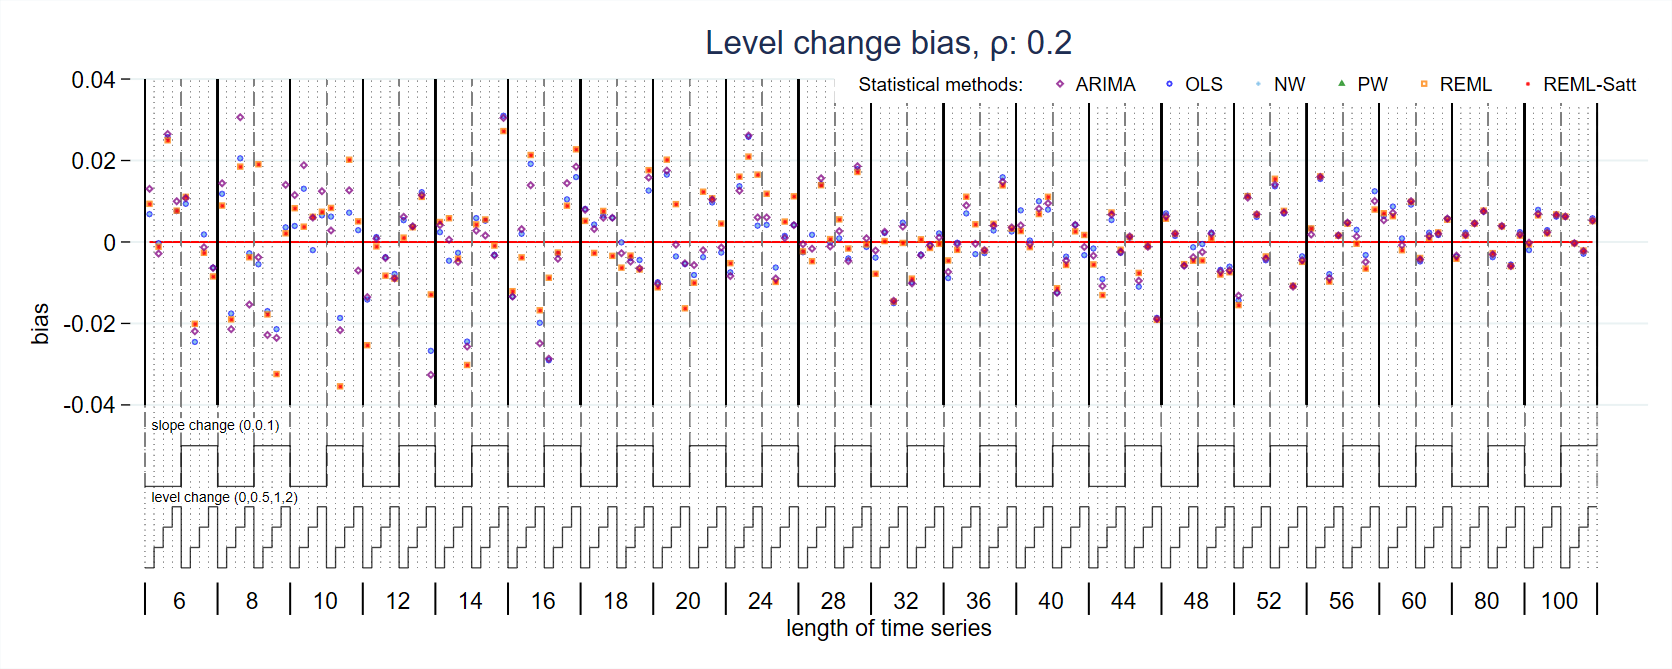 Level change bias, ρ: 0.2
Statistical methods: ARIMA OLS NW PW REML REML-Satt
0.04
0.02
0
-0.02
-0.04
bias
slope change (0,0.1)
level change (0,0.5,1,2)
6 8 10 12 14 16 18 20 24 28 32 36 40 44 48 52 56 60 80 100
length of time series